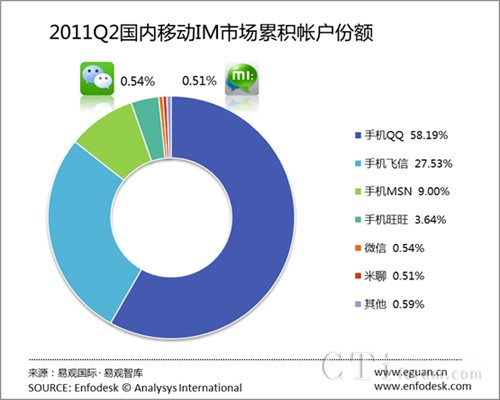 2011Q2国内移动IM市场累积帐户份额
0.54%
0.51%
mi:
手机QQ 58.19%
手机飞信 27.53%
手机MSN 9.00%
手机旺旺 3.64%
微信 0.54%
米聊 0.51%
其他 0.59%
来源：易观国际·易观智库
www.eguan.cn
SOURCE: Enfodesk © Analysys International
www.enfodesk.com